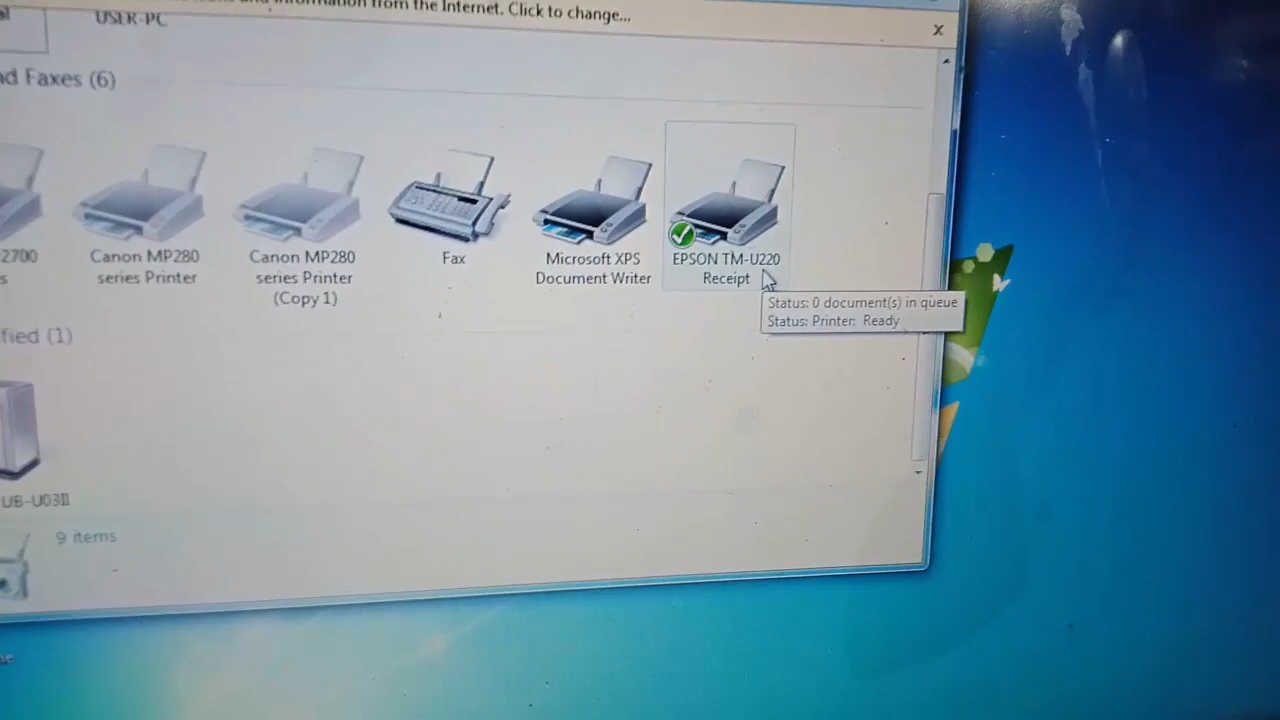 information from the Internet. Click to change...
USER-PC
nd Faxes (6)
2700
s
Canon MP280
series Printer
Canon MP280
series Printer
(Copy 1)
Fax
Microsoft XPS
Document Writer
EPSON TM-U220
Receipt
Status: 0 document(s) in queue
Status: Printer: Ready
fied (1)
UB-U03II
9 items